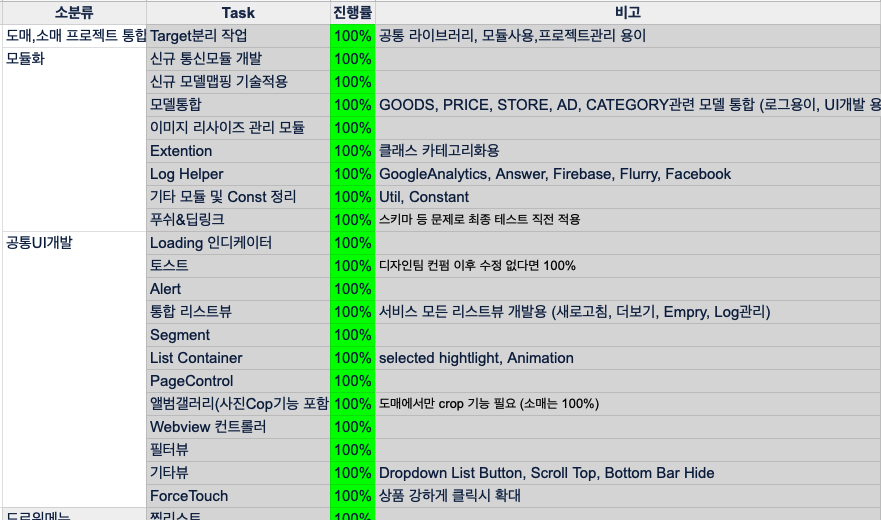 소분류 Task 진행률 비고
도매,소매 프로젝트 통합 Target분리 작업 100% 공통 라이브러리, 모듈사용,프로젝트관리 용이
모듈화 신규 통신모듈 개발 100%
신규 모델맵핑 기술적용 100%
모델통합 100% GOODS, PRICE, STORE, AD, CATEGORY관련 모델 통합 (로그용이, UI개발 용
이미지 리사이즈 관리 모듈 100%
Extention 100% 클래스 카테고리화용
Log Helper 100% GoogleAnalytics, Answer, Firebase, Flurry, Facebook
기타 모듈 및 Const 정리 100% Util, Constant
푸쉬&딥링크 100% 스키마 등 문제로 최종 테스트 직전 적용
공통UI개발 Loading 인디케이터 100%
토스트 100% 디자인팀 컨펌 이후 수정 없다면 100%
Alert 100%
통합 리스트뷰 100% 서비스 모든 리스트뷰 개발용 (새로고침, 더보기, Empry, Log관리)
Segment 100%
List Container 100% selected hightlight, Animation
PageControl 100%
앨범갤러리(사진Cop기능 포함 100% 도매에서만 crop 기능 필요 (소매는 100%)
Webview 컨트롤러 100%
필터뷰 100%
기타뷰 100% Dropdown List Button, Scroll Top, Bottom Bar Hide
ForceTouch 100% 상품 강하게 클릭시 확대
드로워메뉴 찜리스트 100%